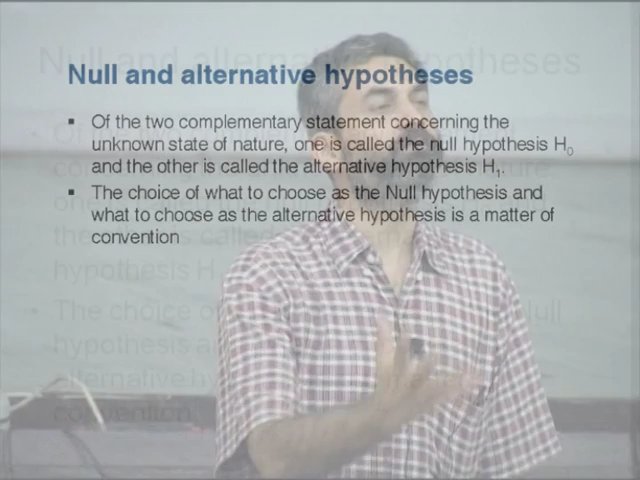 Null and alternative hypotheses
▪ Of the two complementary statement concerning the
unknown state of nature, one is called the null hypothesis H₀
and the other is called the alternative hypothesis H₁.
▪ The choice of what to choose as the Null hypothesis and
what to choose as the alternative hypothesis is a matter of
convention